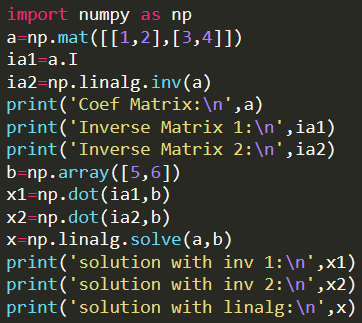 import numpy as np
a=np.mat([[1,2],[3,4]])
ia1=a.I
ia2=np.linalg.inv(a)
print('Coef Matrix:\n',a)
print('Inverse Matrix 1:\n',ia1)
print('Inverse Matrix 2:\n',ia2)
b=np.array([5,6])
x1=np.dot(ia1,b)
x2=np.dot(ia2,b)
x=np.linalg.solve(a,b)
print('solution with inv 1:\n',x1)
print('solution with inv 2:\n',x2)
print('solution with linalg:\n',x)